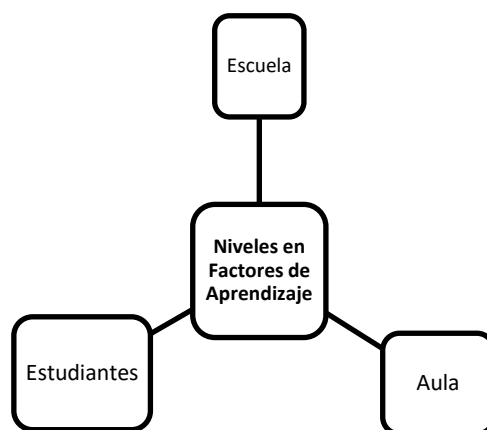 Escuela
Niveles en
Factores de
Aprendizaje
Estudiantes
Aula